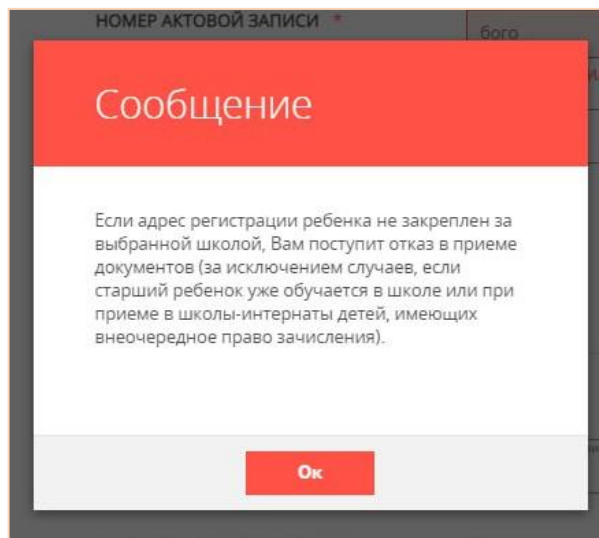 НОМЕР АКТОВОЙ ЗАПИСИ *
бого
Сообщение
Если адрес регистрации ребенка не закреплен за
выбранной школой, Вам поступит отказ в приеме
документов (за исключением случаев, если
старший ребенок уже обучается в школе или при
приеме в школы-интернаты детей, имеющих
внеочередное право зачисления).
Ок